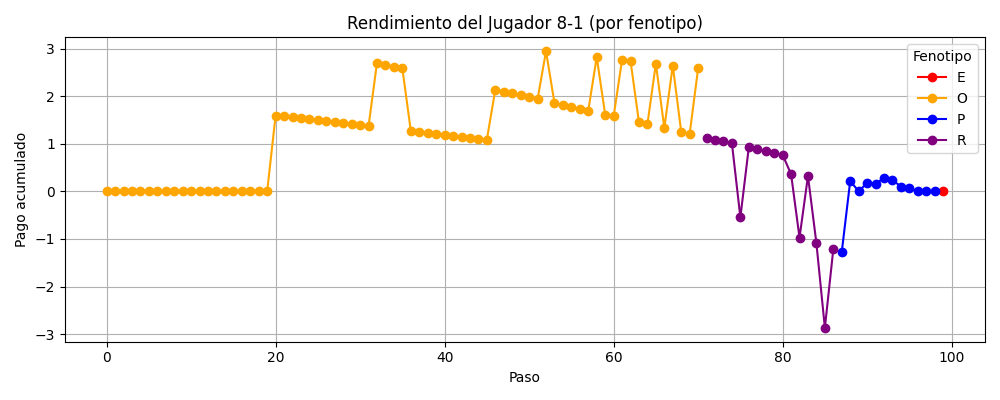 Rendimiento del Jugador 8-1 (por fenotipo)
Pago acumulado
3
2
1
0
−1
−2
−3
Fenotipo
E
O
P
R
0
20
40
60
80
100
Paso